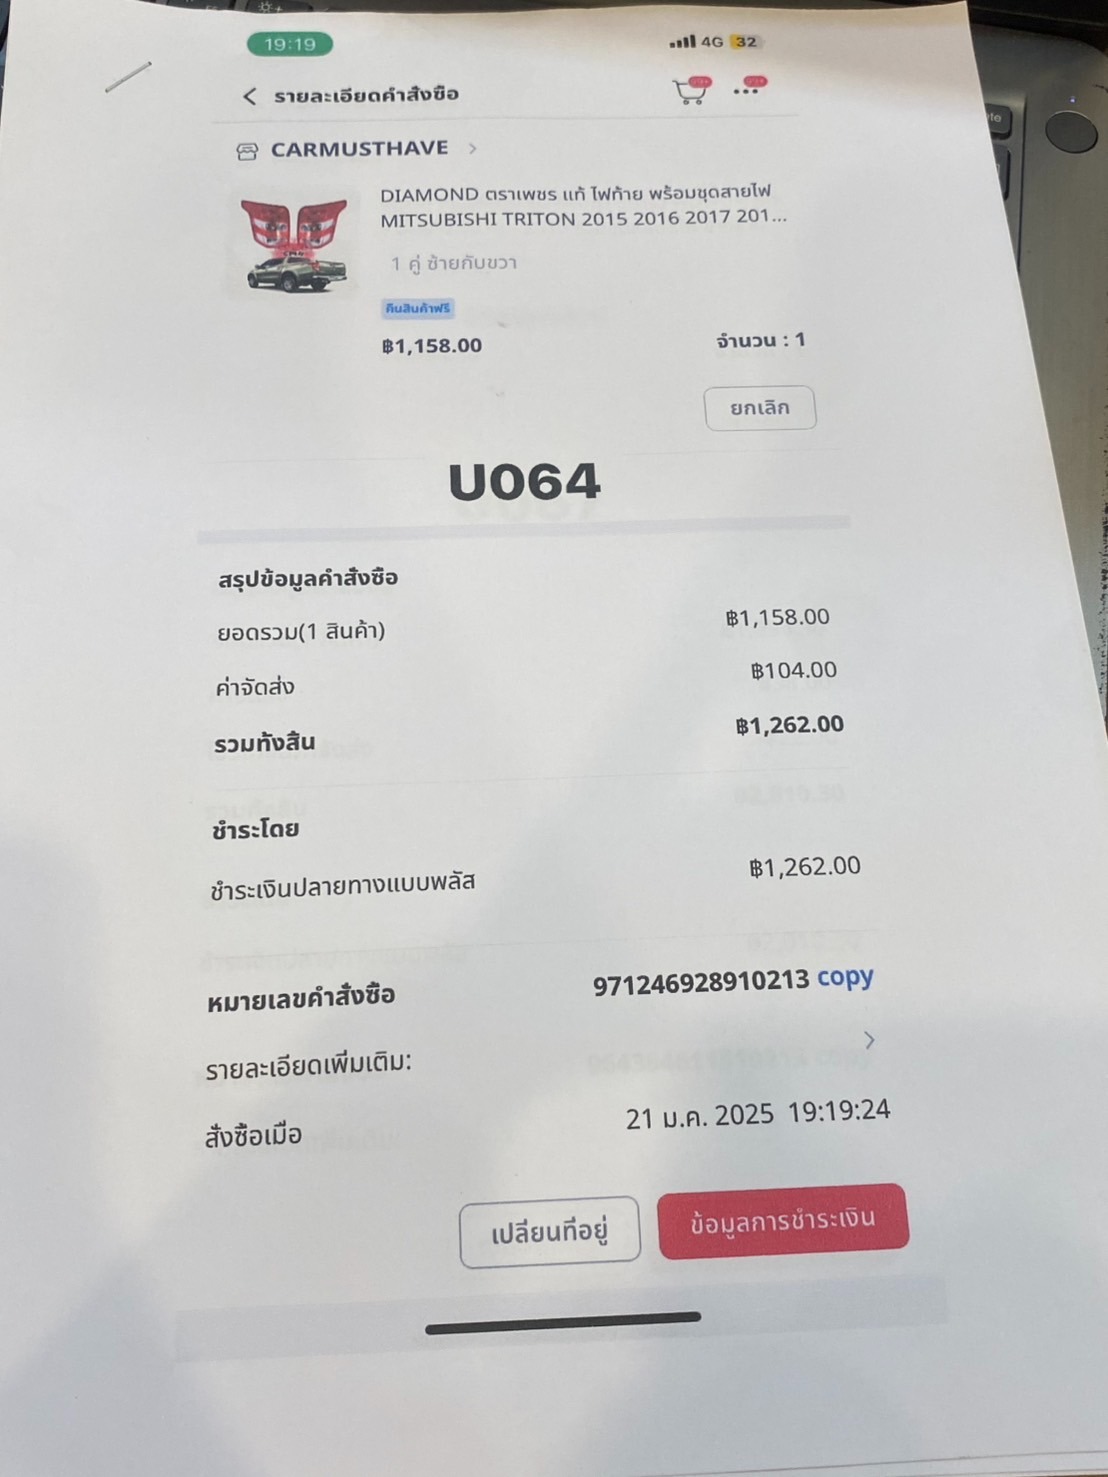 19:19 4G 32
รายละเอียดคำสั่งซื้อ
CARMUSTHAVE
DIAMOND ตราเพชร แท้ ไฟท้าย พร้อมชุดสายไฟ
MITSUBISHI TRITON 2015 2016 2017 201...
1 คู่ ซ้ายกับขวา
คืนสินค้าฟรี
฿1,158.00 จำนวน : 1
ยกเลิก
U064
สรุปข้อมูลคำสั่งซื้อ
ยอดรวม(1 สินค้า) ฿1,158.00
ค่าจัดส่ง ฿104.00
รวมทั้งสิ้น ฿1,262.00
ชำระโดย
ชำระเงินปลายทางแบบพลัส ฿1,262.00
หมายเลขคำสั่งซื้อ 971246928910213 copy
รายละเอียดเพิ่มเติม:
สั่งซื้อเมื่อ 21 ม.ค. 2025 19:19:24
เปลี่ยนที่อยู่ ข้อมูลการชำระเงิน